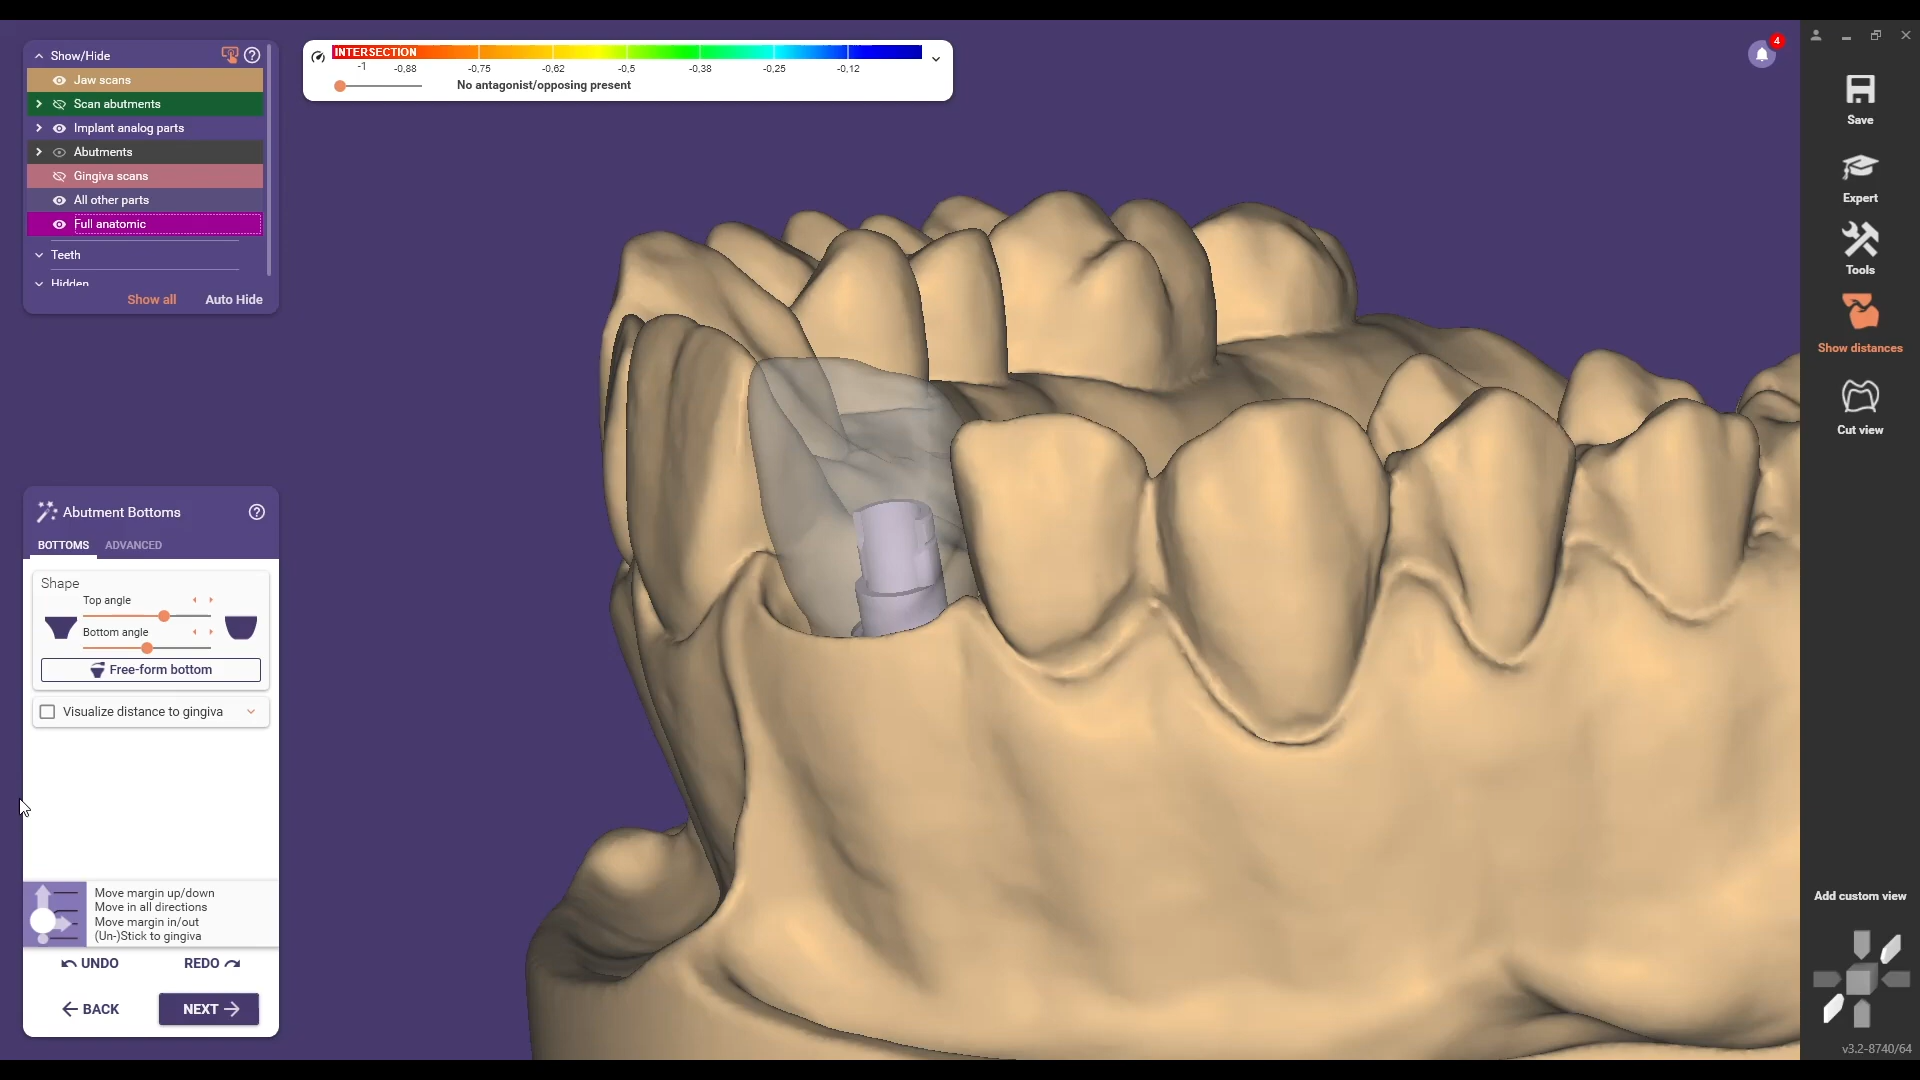 Show/Hide
Jaw scans
Scan abutments
Implant analog parts
Abutments
Gingiva scans
All other parts
Full anatomic
Teeth
Hidden
Show all Auto Hide
INTERSECTION
-1 -0,88 -0,75 -0,62 -0,5 -0,38 -0,25 -0,12
No antagonist/opposing present
4
Save
Expert
Tools
Show distances
Cut view
Abutment Bottoms
BOTTOMS ADVANCED
Shape
Top angle
Bottom angle
Free-form bottom
Visualize distance to gingiva
Move margin up/down
Move in all directions
Move margin in/out
(Un-)Stick to gingiva
UNDO REDO
BACK NEXT
Add custom view
v3.2-8740/64